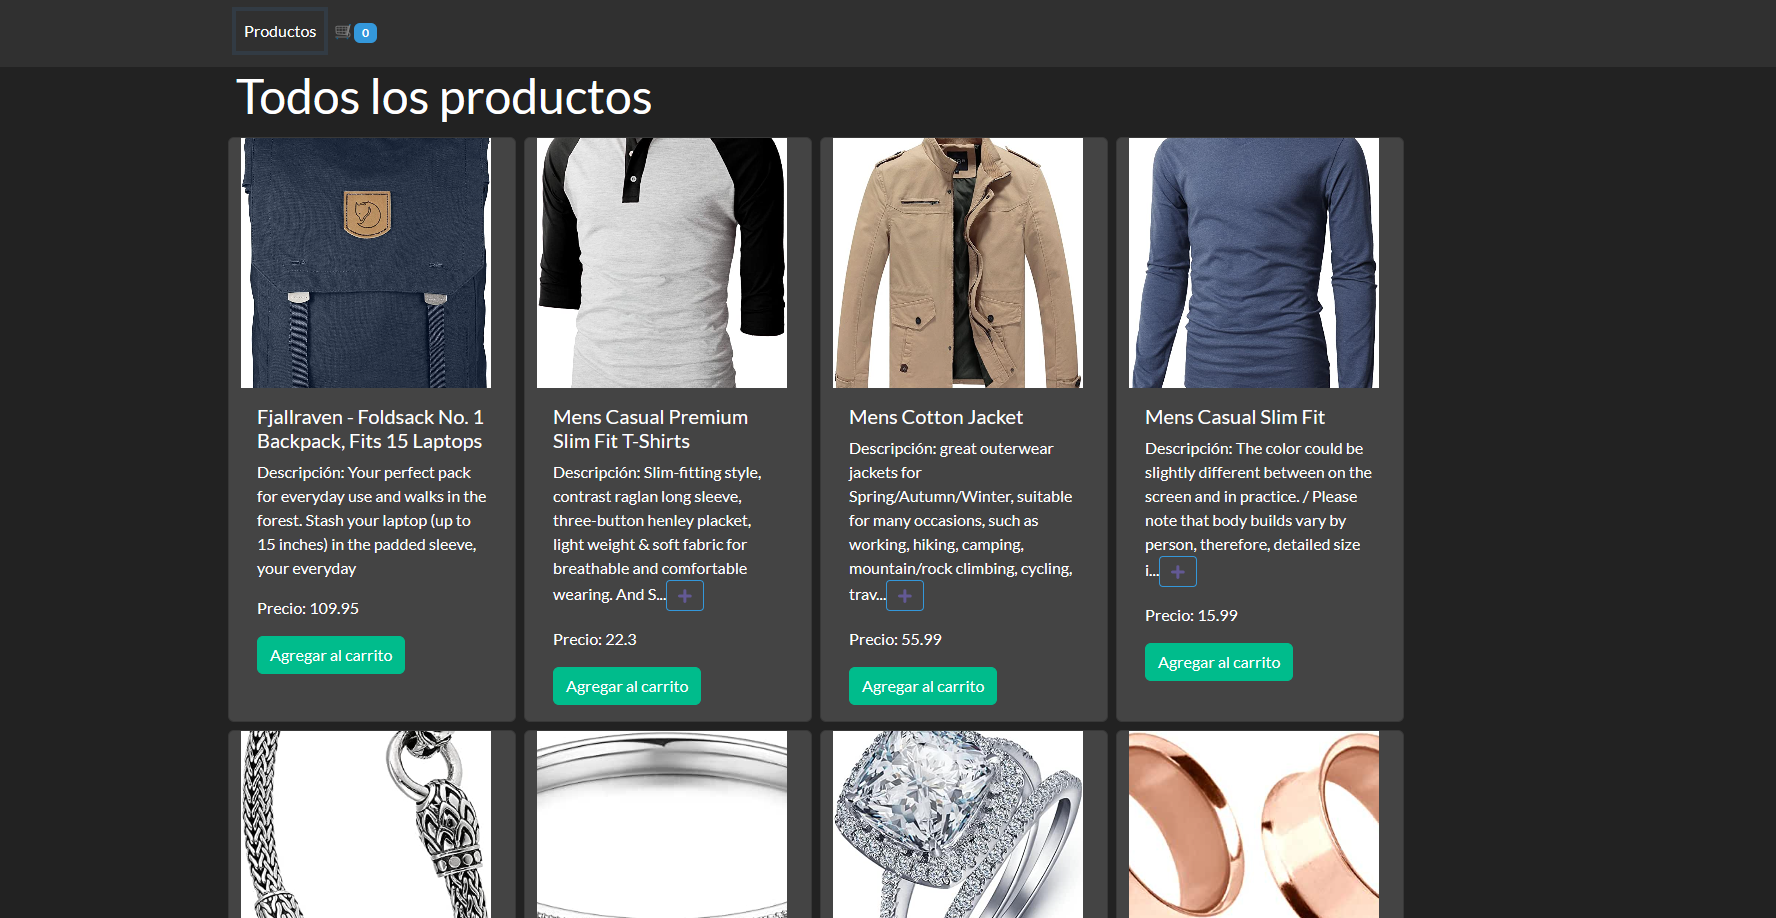 Productos 0
Todos los productos
Fjallraven - Foldsack No. 1
Backpack, Fits 15 Laptops
Descripción: Your perfect pack
for everyday use and walks in the
forest. Stash your laptop (up to
15 inches) in the padded sleeve,
your everyday
Precio: 109.95
Agregar al carrito
Mens Casual Premium
Slim Fit T-Shirts
Descripción: Slim-fitting style,
contrast raglan long sleeve,
three-button henley placket,
light weight & soft fabric for
breathable and comfortable
wearing. And S...
Precio: 22.3
Agregar al carrito
Mens Cotton Jacket
Descripción: great outerwear
jackets for
Spring/Autumn/Winter, suitable
for many occasions, such as
working, hiking, camping,
mountain/rock climbing, cycling,
trav...
Precio: 55.99
Agregar al carrito
Mens Casual Slim Fit
Descripción: The color could be
slightly different between on the
screen and in practice. / Please
note that body builds vary by
person, therefore, detailed size
i...
Precio: 15.99
Agregar al carrito